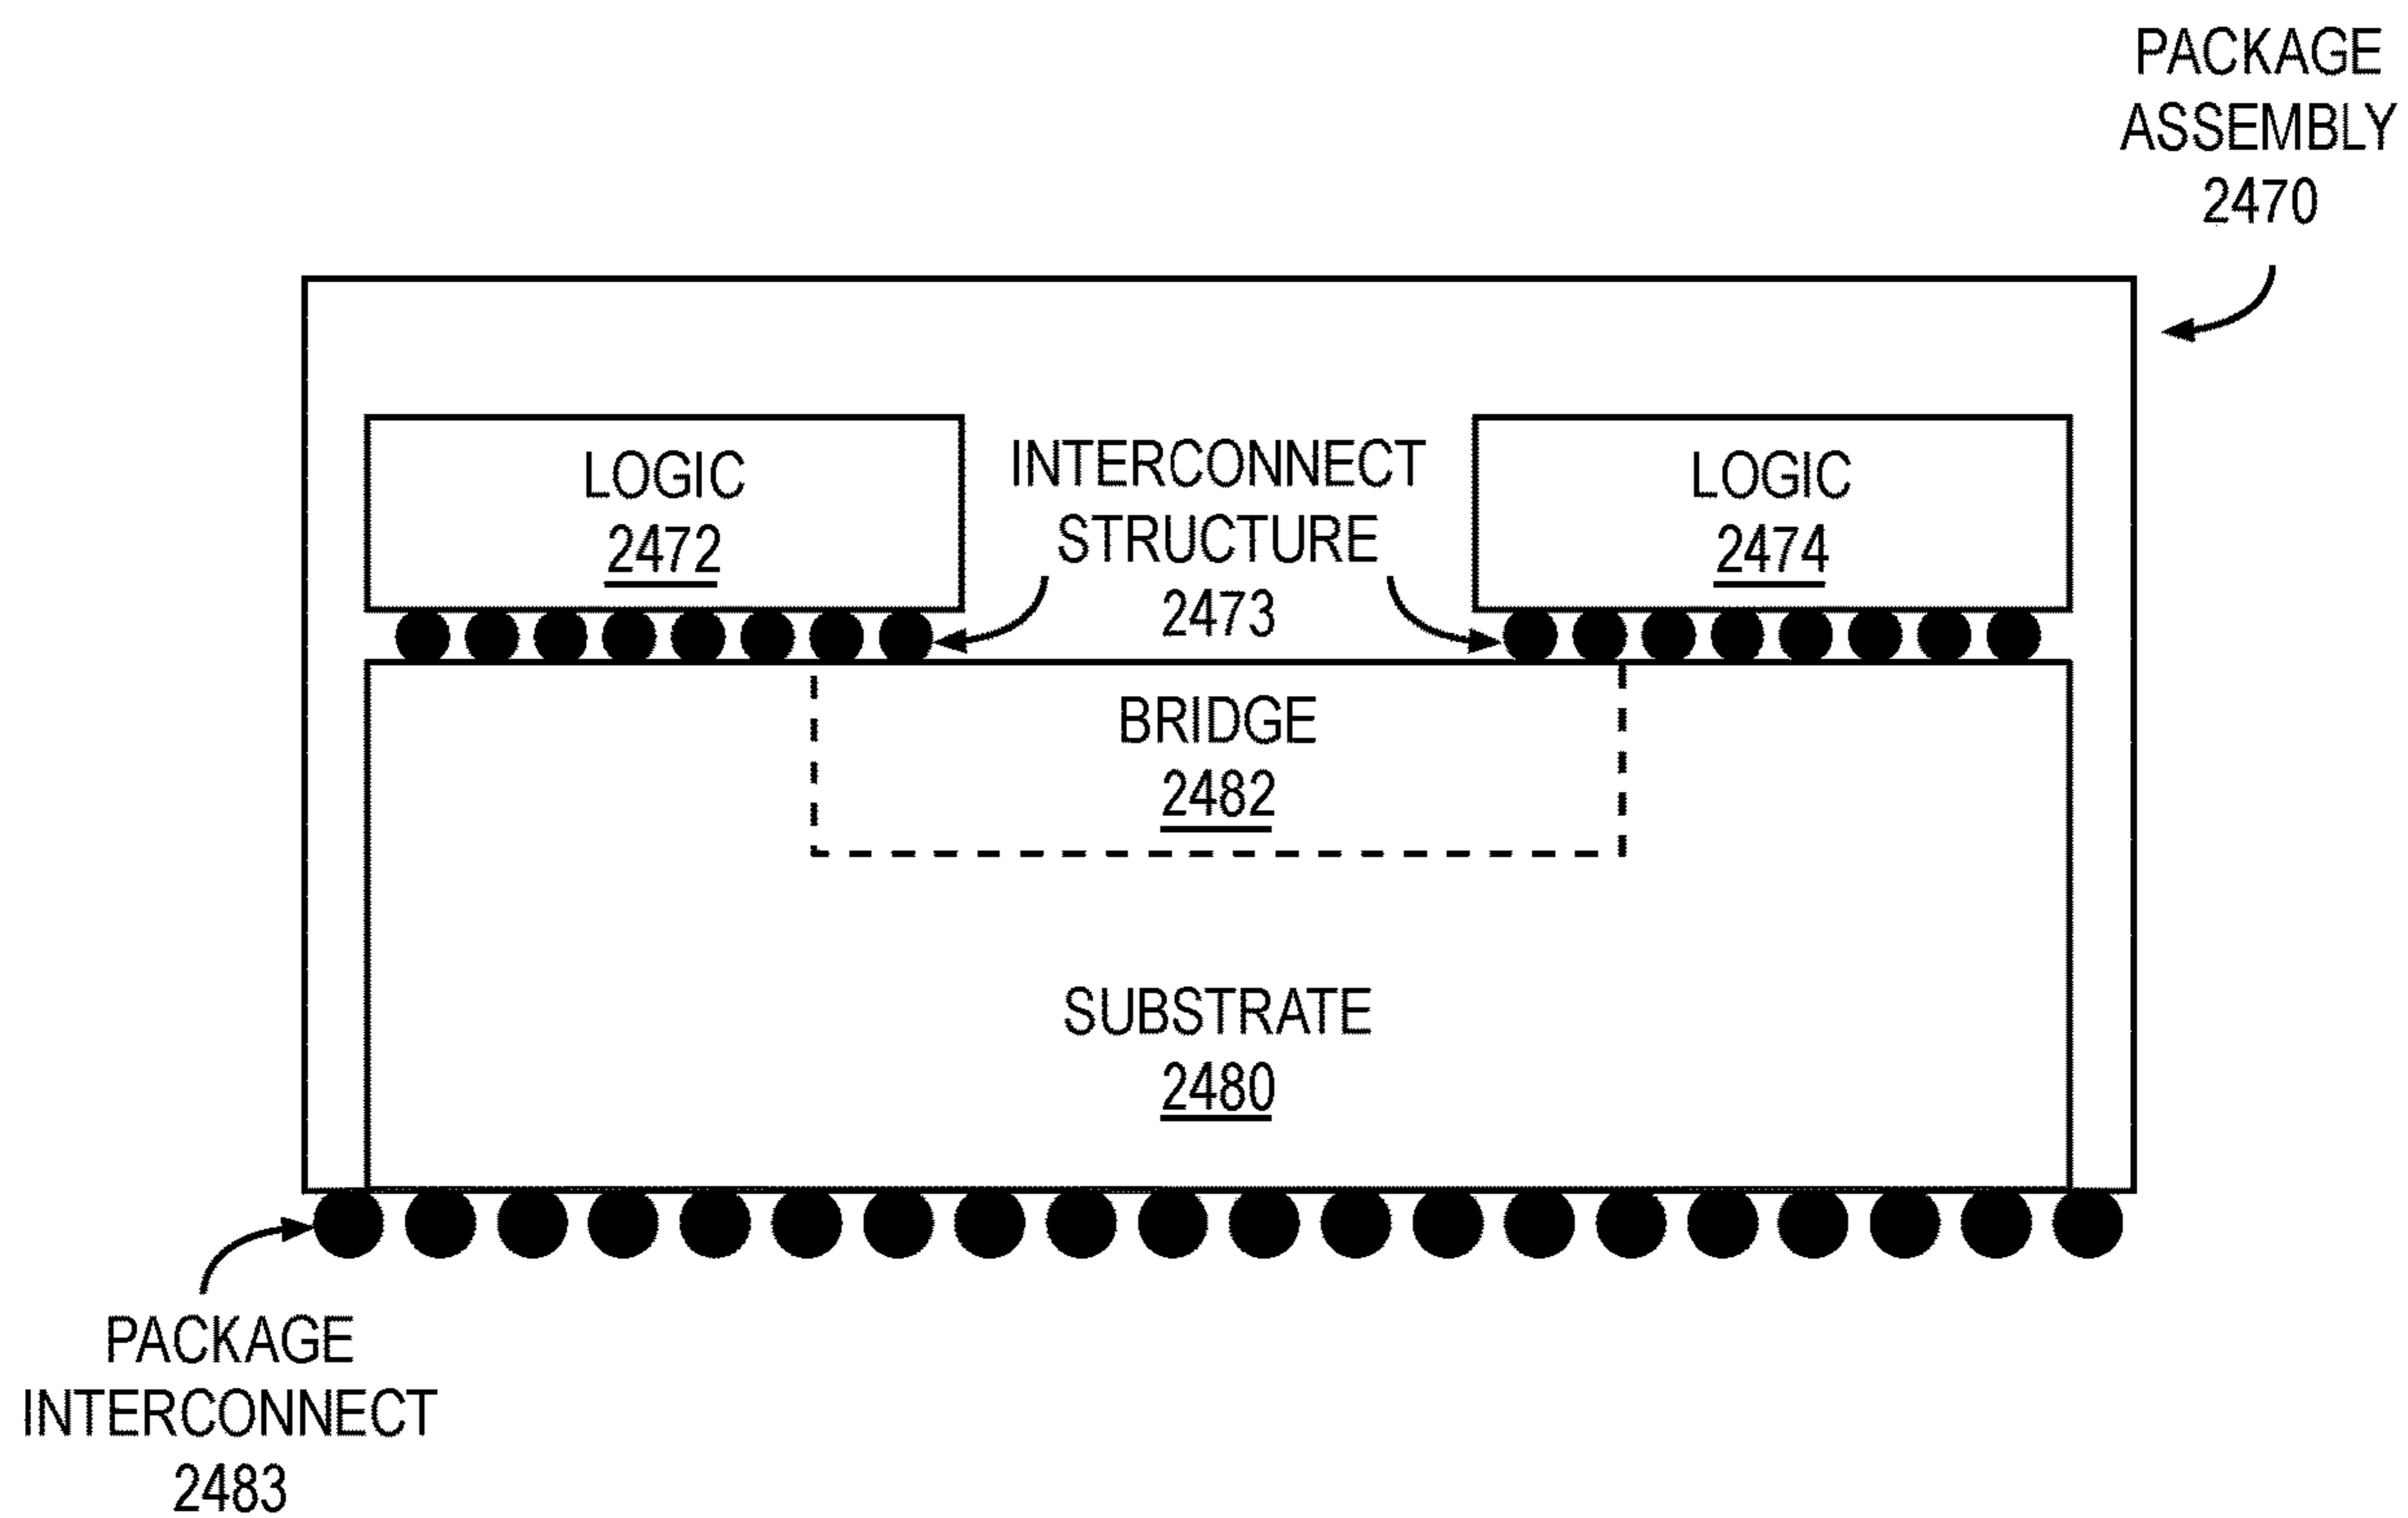 PACKAGE
ASSEMBLY
2470
LOGIC
2472
INTERCONNECT
STRUCTURE
2473
LOGIC
2474
BRIDGE
2482
SUBSTRATE
2480
PACKAGE
INTERCONNECT
2483